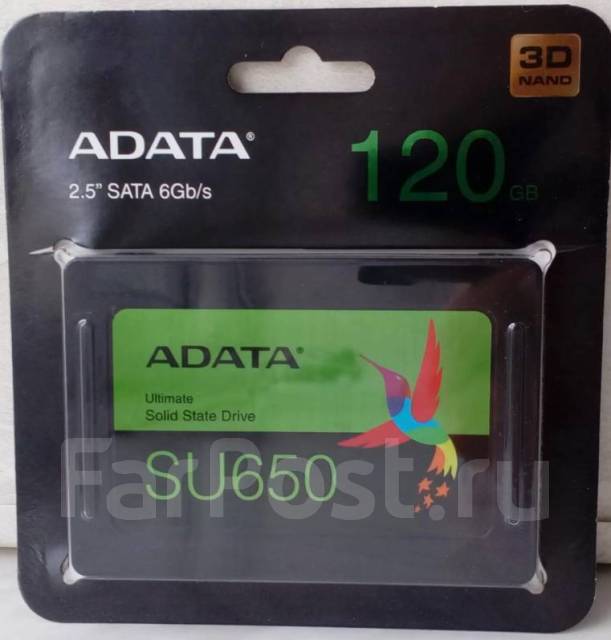 3D
NAND
ADATA®
120 GB
2.5” SATA 6Gb/s
ADATA®
Ultimate
Solid State Drive
SU650
FarPost.ru